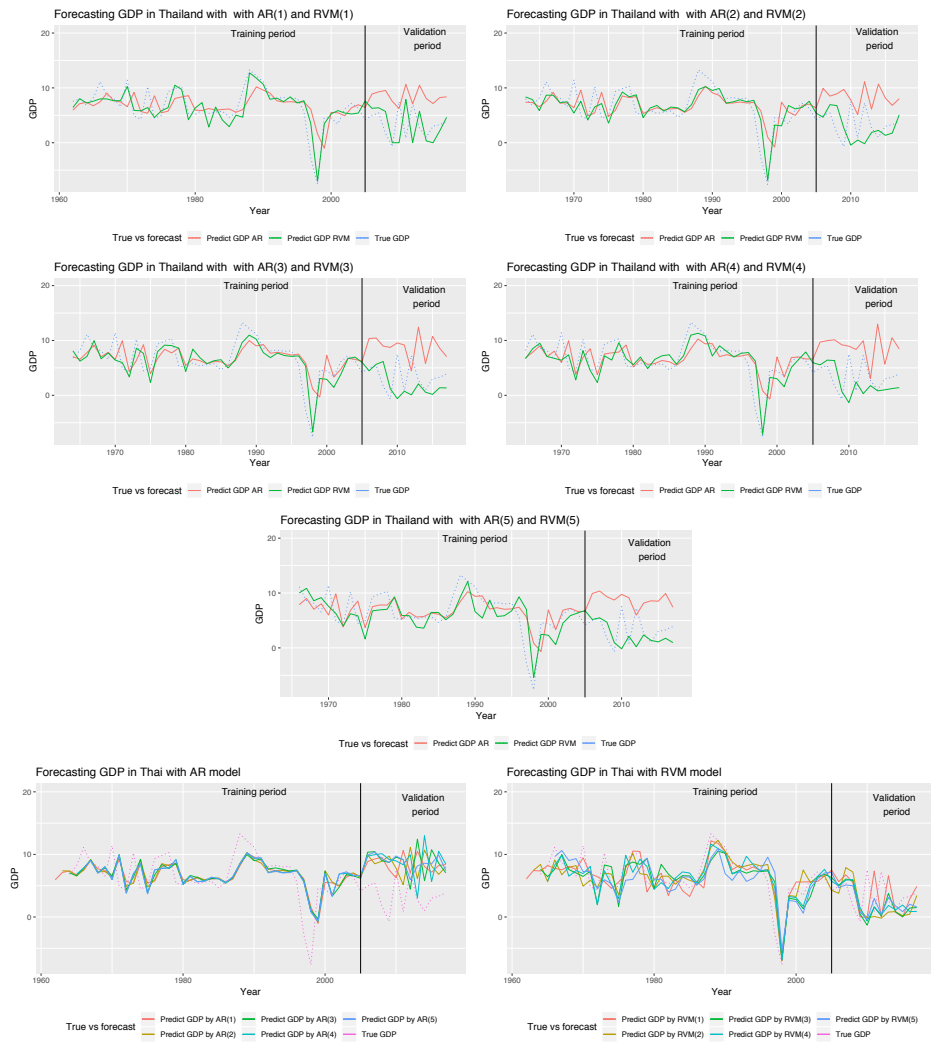 Forecasting GDP in Thailand with  with AR(1) and RVM(1)
Training period
Validation
period
20
10
0
GDP
1960
1980
2000
Year
True vs forecast Predict GDP AR Predict GDP RVM True GDP
Forecasting GDP in Thailand with  with AR(2) and RVM(2)
Training period
Validation
period
20
10
0
GDP
1970
1980
1990
2000
2010
Year
True vs forecast Predict GDP AR Predict GDP RVM True GDP
Forecasting GDP in Thailand with  with AR(3) and RVM(3)
Training period
Validation
period
20
10
0
GDP
1970
1980
1990
2000
2010
Year
True vs forecast Predict GDP AR Predict GDP RVM True GDP
Forecasting GDP in Thailand with  with AR(4) and RVM(4)
Training period
Validation
period
20
10
0
GDP
1970
1980
1990
2000
2010
Year
True vs forecast Predict GDP AR Predict GDP RVM True GDP
Forecasting GDP in Thailand with  with AR(5) and RVM(5)
Training period
Validation
period
20
10
0
GDP
1970
1980
1990
2000
2010
Year
True vs forecast Predict GDP AR Predict GDP RVM True GDP
Forecasting GDP in Thai with AR model
Training period
Validation
period
20
10
0
GDP
1960
1980
2000
Year
True vs forecast
Predict GDP by AR(1) Predict GDP by AR(3) Predict GDP by AR(5)
Predict GDP by AR(2) Predict GDP by AR(4) True GDP
Forecasting GDP in Thai with RVM model
Training period
Validation
period
20
10
0
GDP
1960
1980
2000
Year
True vs forecast
Predict GDP by RVM(1) Predict GDP by RVM(3) Predict GDP by RVM(5)
Predict GDP by RVM(2) Predict GDP by RVM(4) True GDP